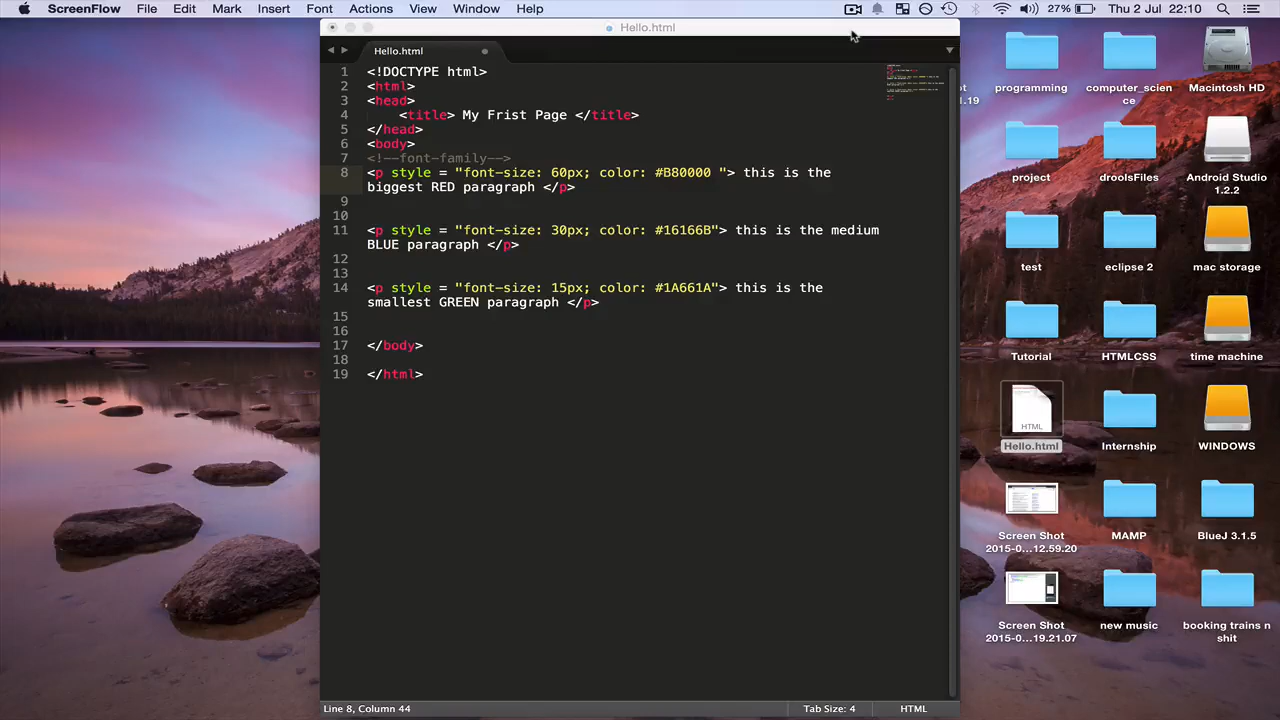 ScreenFlow File Edit Mark Insert Font Actions View Window Help 27% Thu 2 Jul 22:10
Hello.html
Hello.html
1 <!DOCTYPE html>
2 <html>
3 <head>
4 <title> My Frist Page </title>
5 </head>
6 <body>
7 <!--font-family-->
8 <p style = "font-size: 60px; color: #B80000 "> this is the
biggest RED paragraph </p>
9
10
11 <p style = "font-size: 30px; color: #16166B"> this is the medium
BLUE paragraph </p>
12
13
14 <p style = "font-size: 15px; color: #1A661A"> this is the
smallest GREEN paragraph </p>
15
16
17 </body>
18
19 </html>
Line 8, Column 44 Tab Size: 4 HTML
ot
1.19
programming
computer_scien
ce
Macintosh HD
project
droolsFiles
Android Studio
1.2.2
test
eclipse 2
mac storage
Tutorial
HTMLCSS
time machine
HTML
Hello.html
Internship
WINDOWS
Screen Shot
2015-0...12.59.20
MAMP
BlueJ 3.1.5
Screen Shot
2015-0...19.21.07
new music
booking trains n
shit